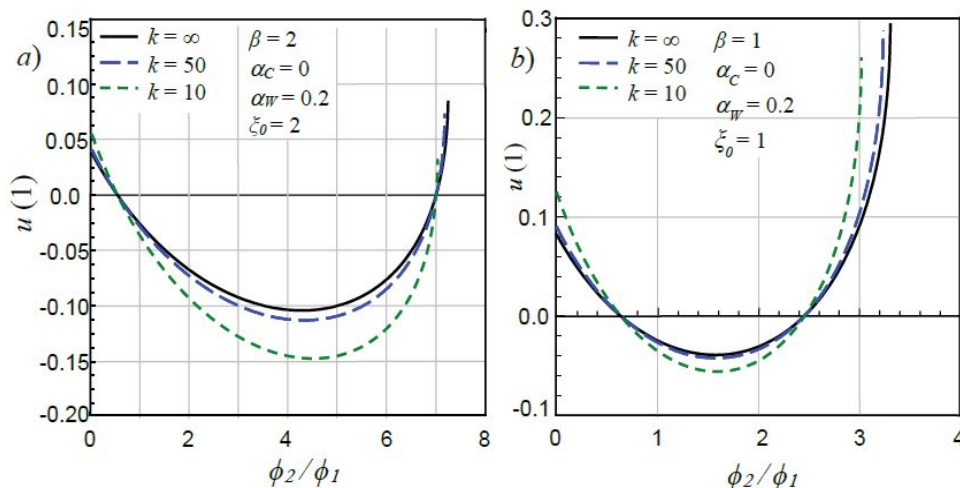 a)
u (1)
0.15
0.10
0.05
0.0
-0.05
-0.10
-0.15
-0.20
k = ∞
k = 50
k = 10
β = 2
α_C = 0
α_W = 0.2
ξ_0 = 2
0 2 4 6 8
ϕ_2 / ϕ_1
b)
u (1)
0.3
0.2
0.1
0.0
-0.1
k = ∞
k = 50
k = 10
β = 1
α_C = 0
α_W = 0.2
ξ_0 = 1
0 1 2 3 4
ϕ_2 / ϕ_1